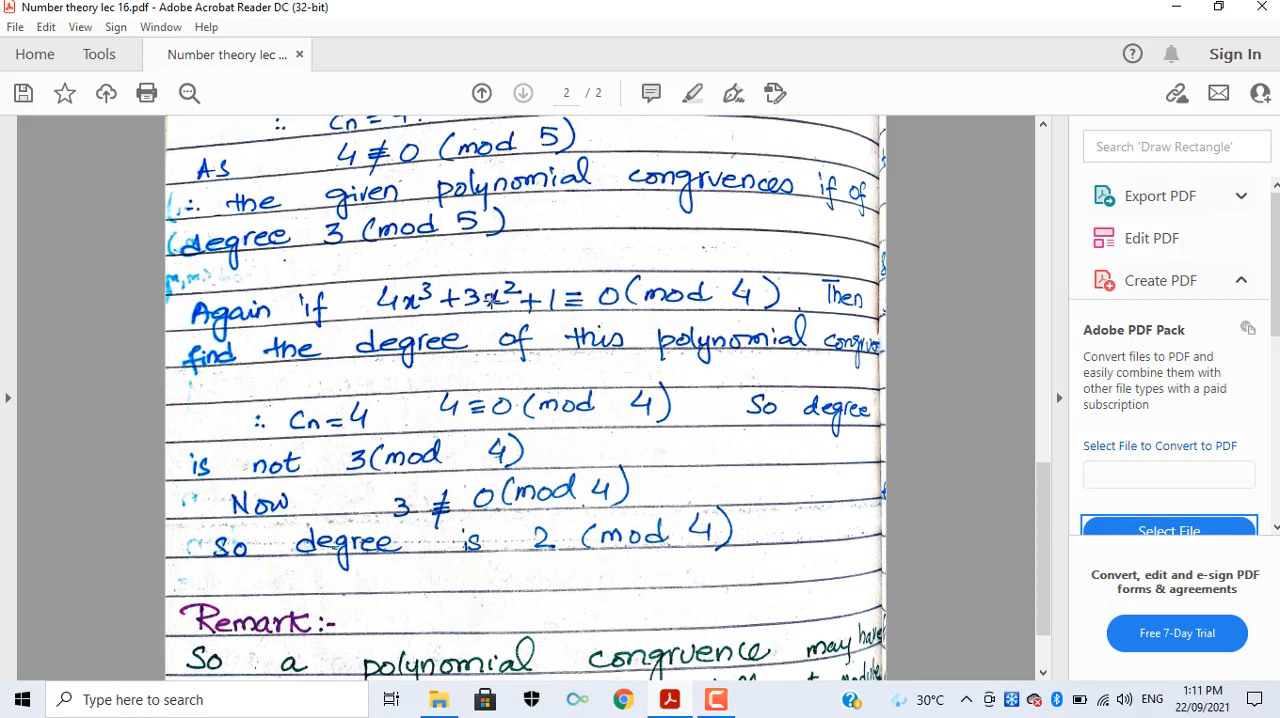 Number theory lec 16.pdf - Adobe Acrobat Reader DC (32-bit)
File Edit View Sign Window Help
Home Tools Number theory lec ... × Sign In
2 / 2
∴ Cn = 4.
As 4 ≢ 0 (mod 5)
∴ the given polynomial congruences if of
degree 3 (mod 5)
Again if 4x³ + 3x² + 1 ≡ 0 (mod 4). Then
find the degree of this polynomial
∴ Cn = 4 4 ≡ 0 (mod 4) So degree
is not 3 (mod 4)
Now 3 ≢ 0 (mod 4)
so degree is 2 (mod 4)
Remark:-
So a polynomial congruence may have
Search 'Draw Rectangle'
Export PDF
Edit PDF
Create PDF
Adobe PDF Pack
Convert files to PDF and
easily combine them with
other file types with a paid
subscription
Select File to Convert to PDF
Select File
Convert, edit and e-sign PDF
forms & agreements
Free 7-Day Trial
Type here to search
30°C
ENG
1:11 PM
22/09/2021